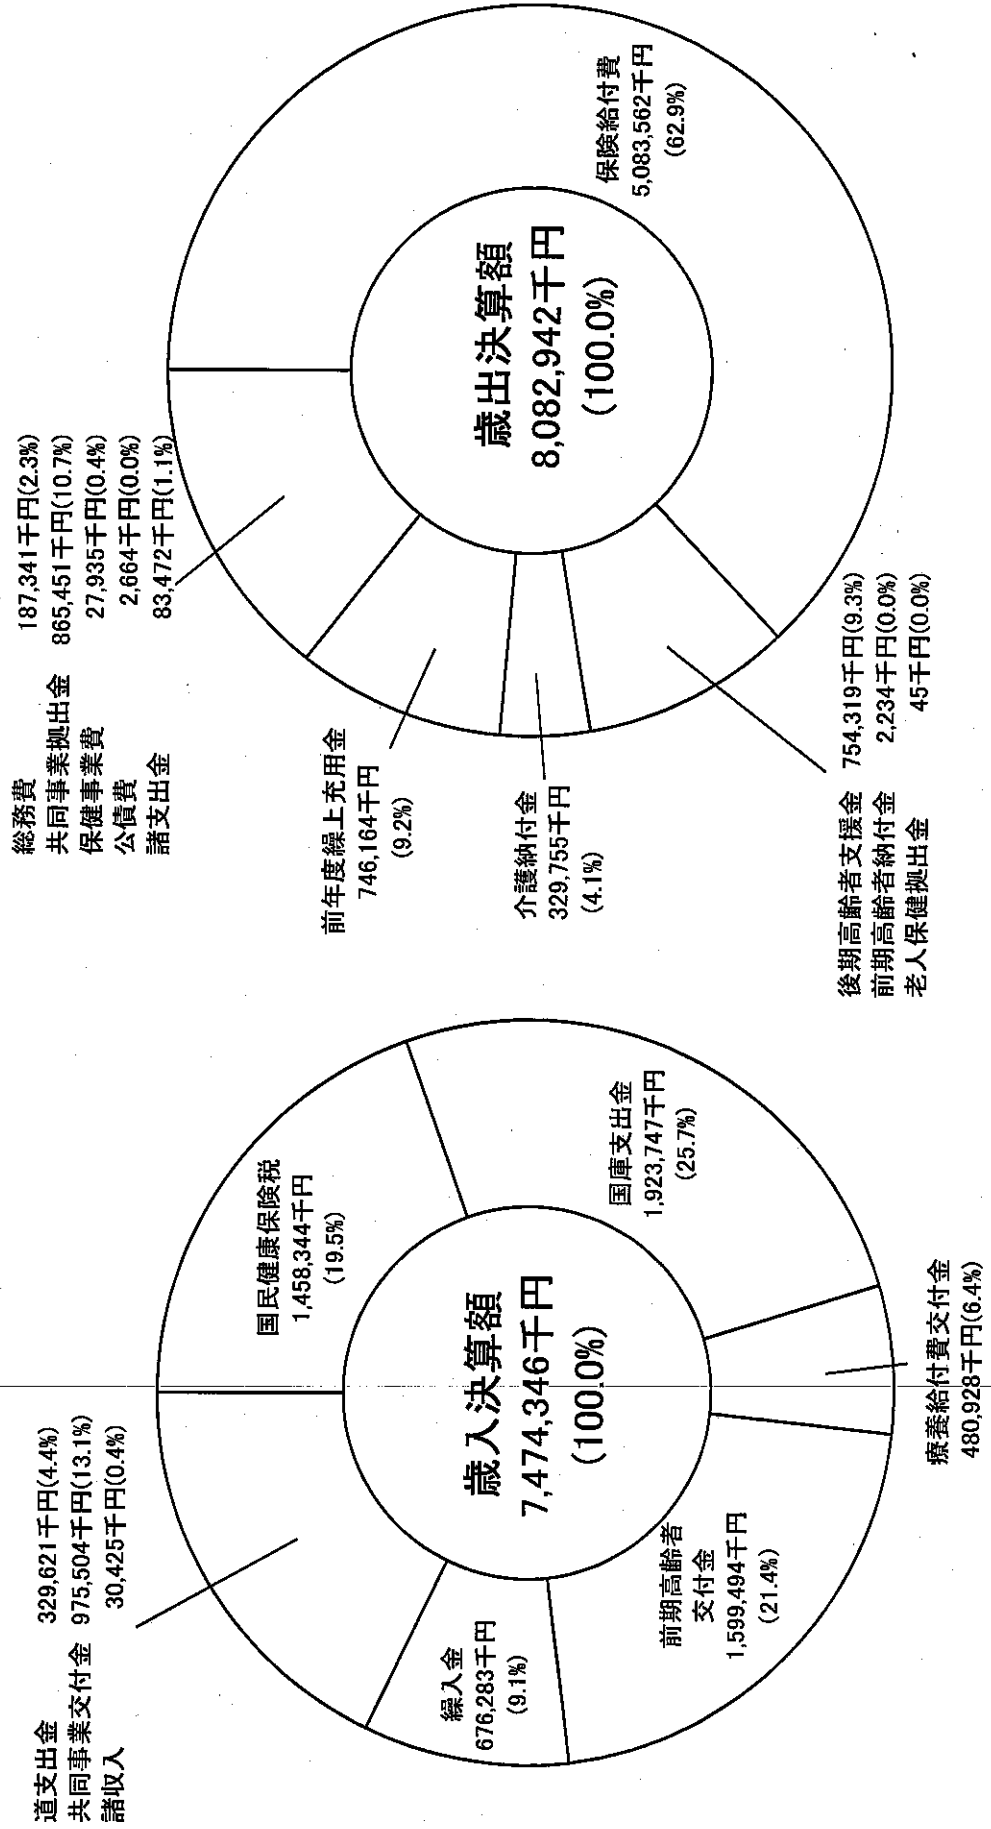 道支出金 329,621千円(4.4%)
共同事業交付金 975,504千円(13.1%)
諸収入 30,425千円(0.4%)
国民健康保険税
1,458,344千円
(19.5%)
国庫支出金
1,923,747千円
(25.7%)
療養給付費交付金
480,928千円(6.4%)
前期高齢者
交付金
1,599,494千円
(21.4%)
繰入金
676,283千円
(9.1%)
歳入決算額
7,474,346千円
(100.0%)
総務費 187,341千円(2.3%)
共同事業拠出金 865,451千円(10.7%)
保健事業費 27,935千円(0.4%)
公債費 2,664千円(0.0%)
諸支出金 83,472千円(1.1%)
保険給付費
5,083,562千円
(62.9%)
後期高齢者支援金 754,319千円(9.3%)
前期高齢者納付金 2,234千円(0.0%)
老人保健拠出金 45千円(0.0%)
介護納付金
329,755千円
(4.1%)
前年度繰上充用金
746,164千円
(9.2%)
歳出決算額
8,082,942千円
(100.0%)